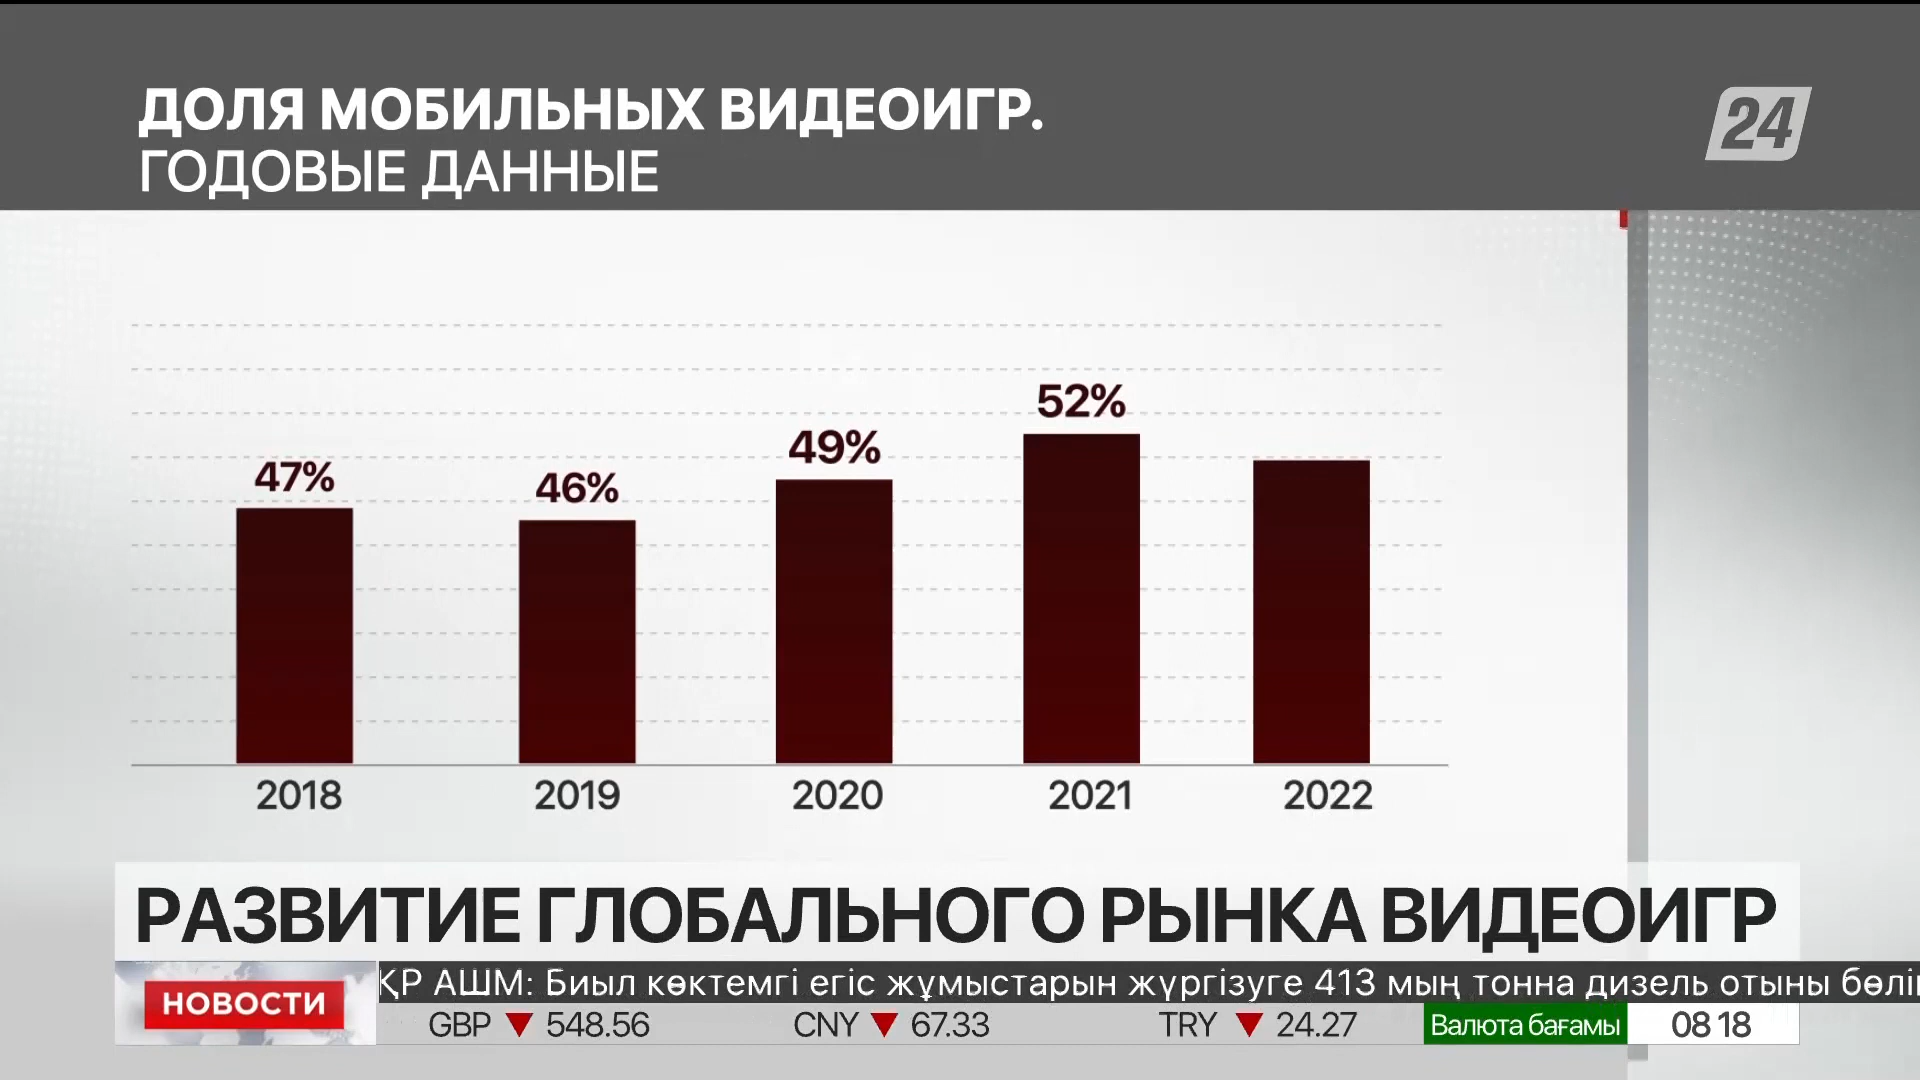 ДОЛЯ МОБИЛЬНЫХ ВИДЕОИГР.
ГОДОВЫЕ ДАННЫЕ
24
47%
46%
49%
52%
2018
2019
2020
2021
2022
РАЗВИТИЕ ГЛОБАЛЬНОГО РЫНКА ВИДЕОИГР
НОВОСТИ
ҚР АШМ: Биыл көктемгі егіс жұмыстарын жүргізуге 413 мың тонна дизель отыны бөлі
GBP ▼ 548.56 CNY ▼ 67.33 TRY ▼ 24.27 Валюта бағамы 08 18